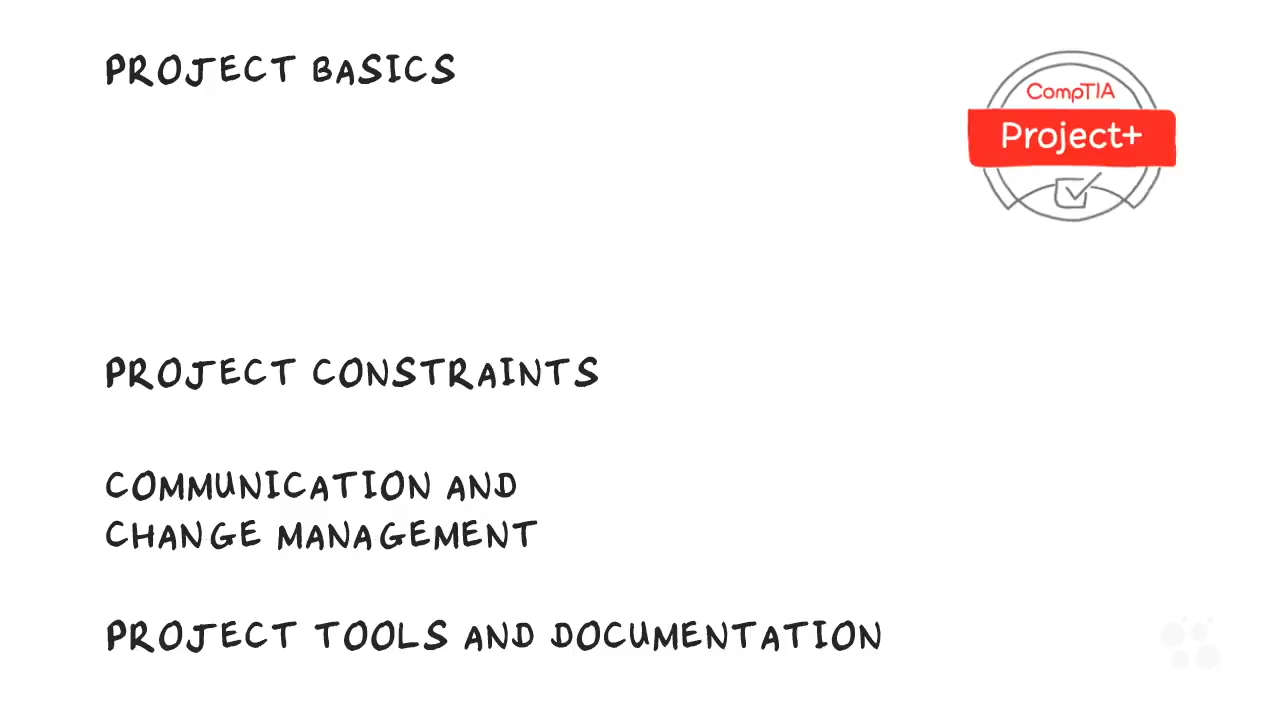 PROJECT BASICS
CompTIA
Project+
PROJECT CONSTRAINTS
COMMUNICATION AND
CHANGE MANAGEMENT
PROJECT TOOLS AND DOCUMENTATION